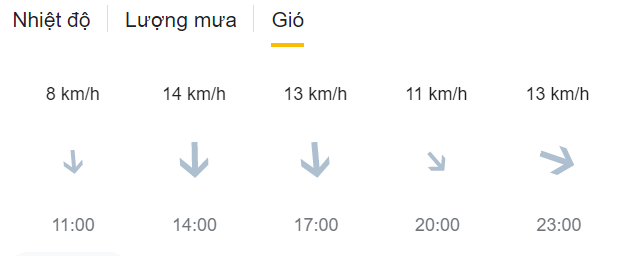 Nhiệt độ Lượng mưa Gió
8 km/h 14 km/h 13 km/h 11 km/h 13 km/h
11:00 14:00 17:00 20:00 23:00